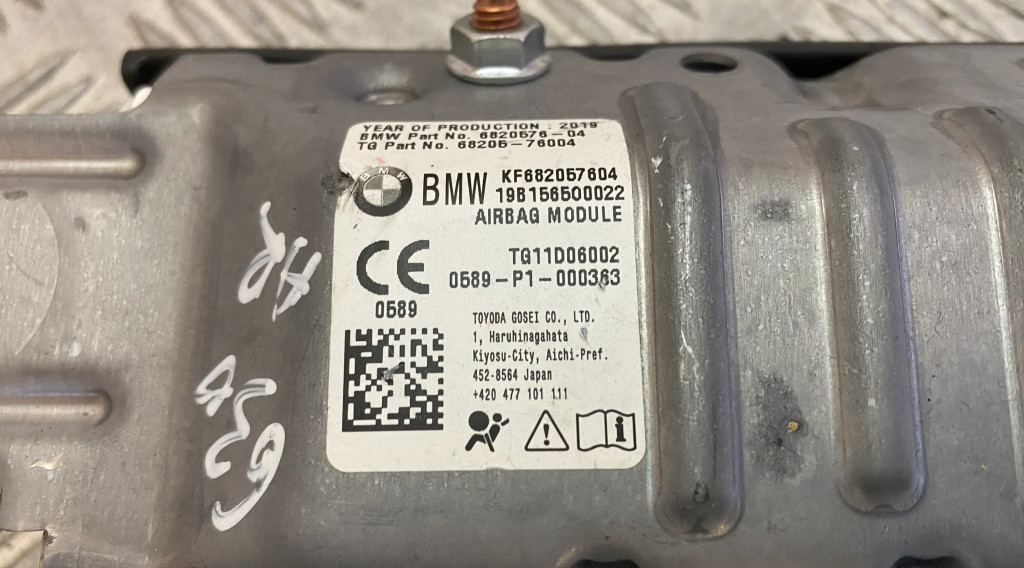 YEAR OF PRODUCTION : 2019
BMW Part No. 6820576-04
TG Part No. 68205-76004
BMW
BMW
KF682057604
19B156500022
AIRBAG MODULE
CE
0589
TG11D06002
0589-P1-000363
TOYODA GOSEI CO., LTD.
1, Haruhinagahata
Kiyosu-City, Aichi-Pref.
452-8564 Japan
+420 477 101 111